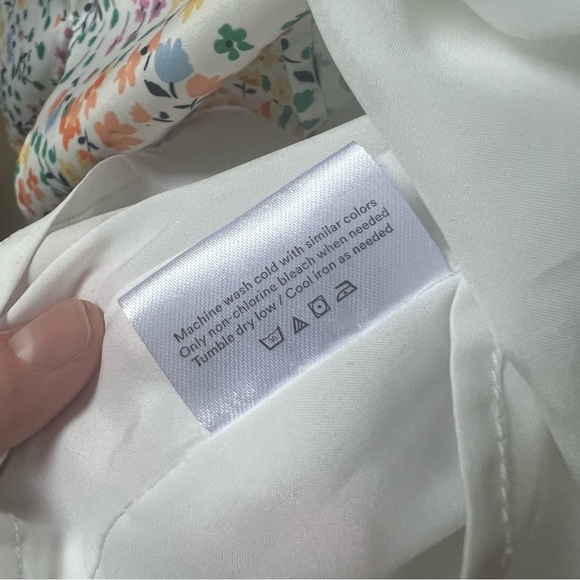 Machine wash cold with similar colors
Only non-chlorine bleach when needed
Tumble dry low / Cool iron as needed